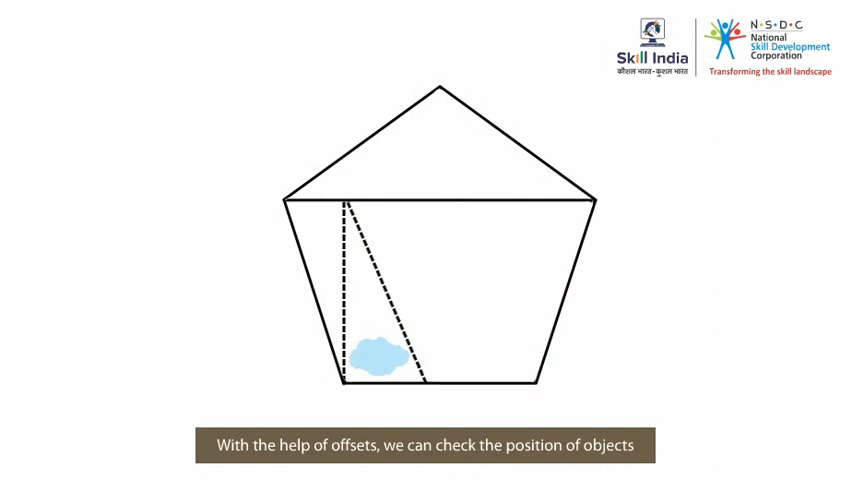 Skill India
कौशल भारत-कुशल भारत
N·S·D·C
National
Skill Development
Corporation
Transforming the skill landscape
With the help of offsets, we can check the position of objects